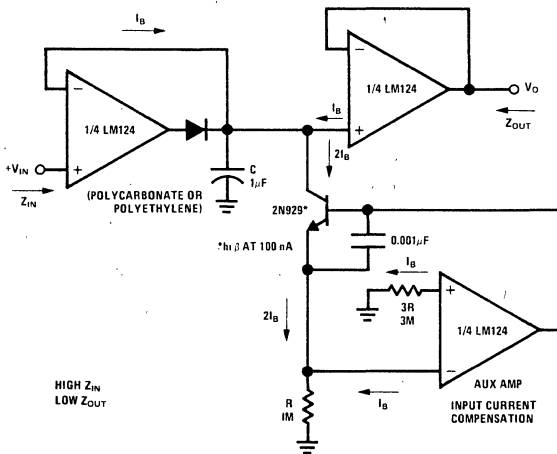 I_B
−
1/4 LM124
+V_IN
+
Z_IN
C
1µF
(POLYCARBONATE OR
POLYETHYLENE)
−
1/4 LM124
+
I_B
V_O
Z_OUT
2I_B
2N929*
*hi β AT 100 nA
0.001µF
2I_B
I_B
3R
3M
+
1/4 LM124
−
I_B
R
1M
AUX AMP
INPUT CURRENT
COMPENSATION
HIGH Z_IN
LOW Z_OUT